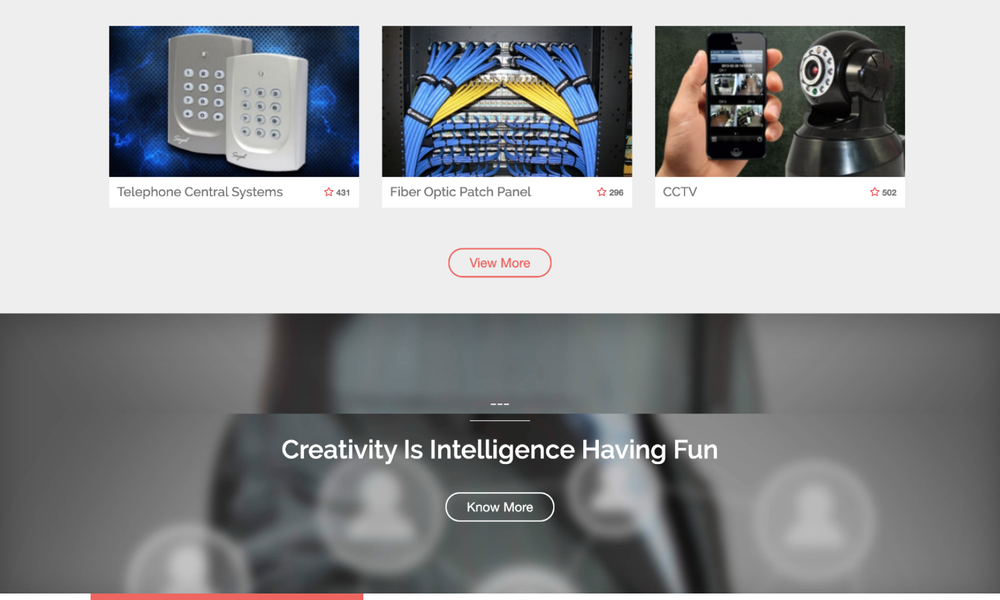 Telephone Central Systems
431
Fiber Optic Patch Panel
296
CCTV
502
View More
---
Creativity Is Intelligence Having Fun
Know More